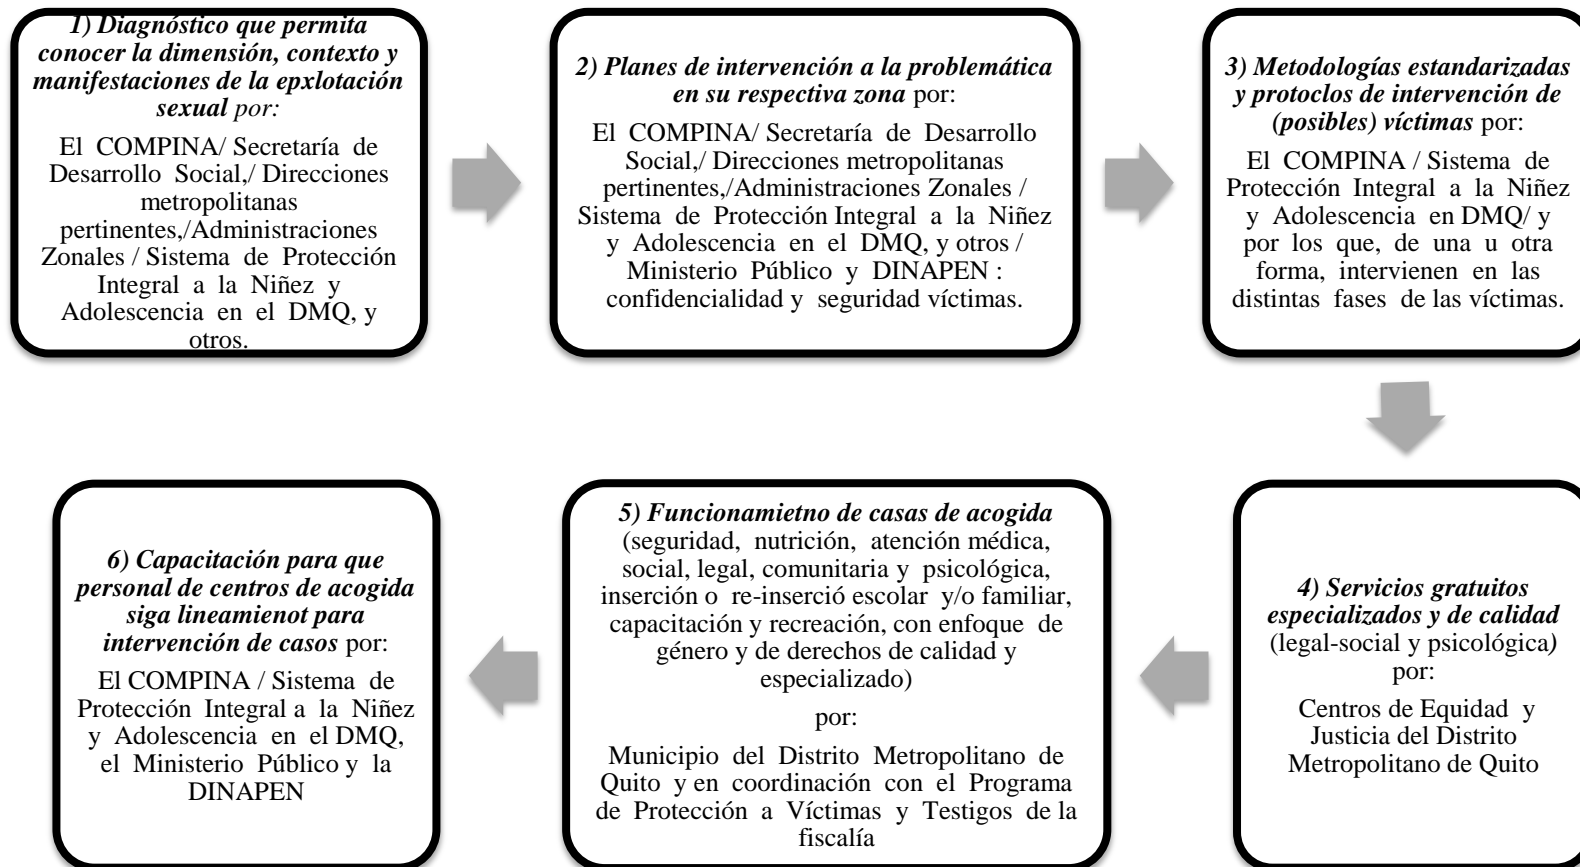 1) Diagnóstico que permita
conocer la dimensión, contexto y
manifestaciones de la epxlotación
sexual por:
El COMPINA/ Secretaría de
Desarrollo Social,/ Direcciones
metropolitanas
pertinentes,/Administraciones
Zonales / Sistema de Protección
Integral a la Niñez y
Adolescencia en el DMQ, y
otros.
2) Planes de intervención a la problemática
en su respectiva zona por:
El COMPINA/ Secretaría de Desarrollo
Social,/ Direcciones metropolitanas
pertinentes,/Administraciones Zonales /
Sistema de Protección Integral a la Niñez
y Adolescencia en el DMQ, y otros /
Ministerio Público y DINAPEN :
confidencialidad y seguridad víctimas.
3) Metodologías estandarizadas
y protoclos de intervención de
(posibles) víctimas por:
El COMPINA / Sistema de
Protección Integral a la Niñez
y Adolescencia en DMQ/ y
por los que, de una u otra
forma, intervienen en las
distintas fases de las víctimas.
4) Servicios gratuitos
especializados y de calidad
(legal-social y psicológica)
por:
Centros de Equidad y
Justicia del Distrito
Metropolitano de Quito
5) Funcionamietno de casas de acogida
(seguridad, nutrición, atención médica,
social, legal, comunitaria y psicológica,
inserción o re-inserció escolar y/o familiar,
capacitación y recreación, con enfoque de
género y de derechos de calidad y
especializado)
por:
Municipio del Distrito Metropolitano de
Quito y en coordinación con el Programa
de Protección a Víctimas y Testigos de la
fiscalía
6) Capacitación para que
personal de centros de acogida
siga lineamienot para
intervención de casos por:
El COMPINA / Sistema de
Protección Integral a la Niñez
y Adolescencia en el DMQ,
el Ministerio Público y la
DINAPEN